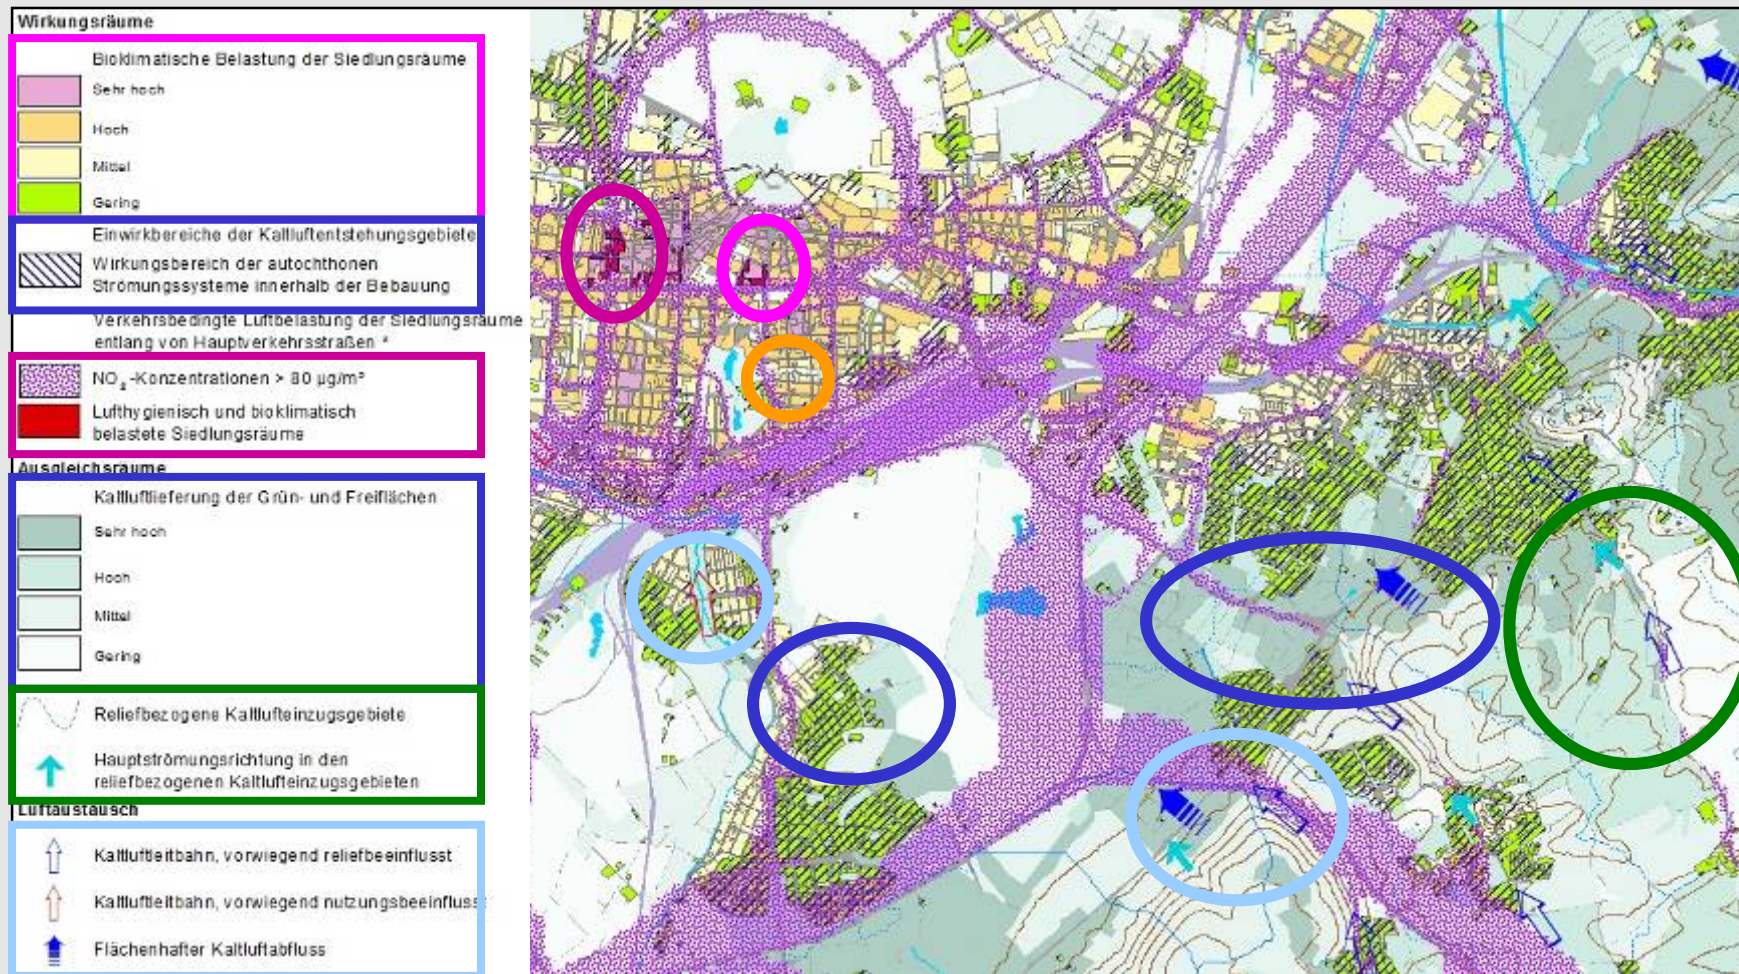 Wirkungsräume
Bioklimatische Belastung der Siedlungsräume
Sehr hoch
Hoch
Mittel
Gering
Einwirkbereiche der Kaltluftentstehungsgebiete
Wirkungsbereich der autochthonen
Strömungssysteme innerhalb der Bebauung
Verkehrsbedingte Luftbelastung der Siedlungsräume
entlang von Hauptverkehrsstraßen *
NO₂-Konzentrationen > 80 µg/m³
Lufthygienisch und bioklimatisch
belastete Siedlungsräume
Ausgleichsräume
Kaltluftlieferung der Grün- und Freiflächen
Sehr hoch
Hoch
Mittel
Gering
Reliefbezogene Kaltlufteinzugsgebiete
Hauptströmungsrichtung in den
reliefbezogenen Kaltlufteinzugsgebieten
Luftaustausch
Kaltluftleitbahn, vorwiegend reliefbeeinflusst
Kaltluftleitbahn, vorwiegend nutzungsbeeinflusst
Flächenhafter Kaltluftabfluss